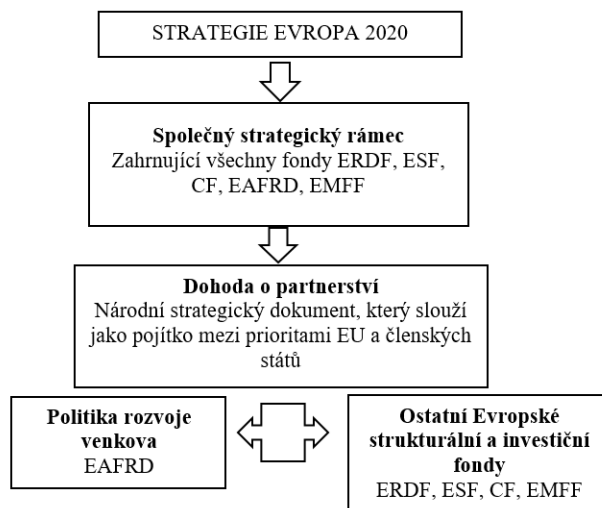 STRATEGIE EVROPA 2020
Společný strategický rámec
Zahrnující všechny fondy ERDF, ESF,
CF, EAFRD, EMFF
Dohoda o partnerství
Národní strategický dokument, který slouží
jako pojítko mezi prioritami EU a členských
států
Politika rozvoje
venkova
EAFRD
Ostatní Evropské
strukturální a investiční
fondy
ERDF, ESF, CF, EMFF